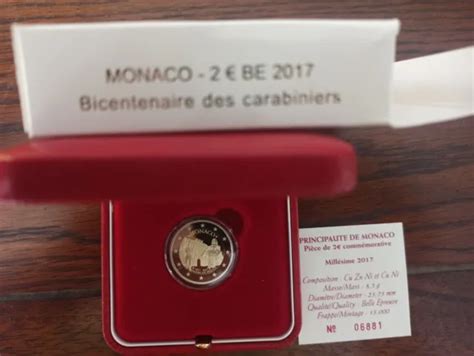 MONACO - 2 € BE 2017
Bicentenaire des carabiniers
MONACO
PRINCIPAUTE DE MONACO
Pièce de 2€ commémorative
Millésime 2017
Composition - Cu Zn Ni et Cu Ni
Masse/Mass - 8,5 g
Diamètre/Diameter - 25,75 mm
Qualité/Quality - Belle Epreuve
Frappe/Mintage - 15.000
N° 06881